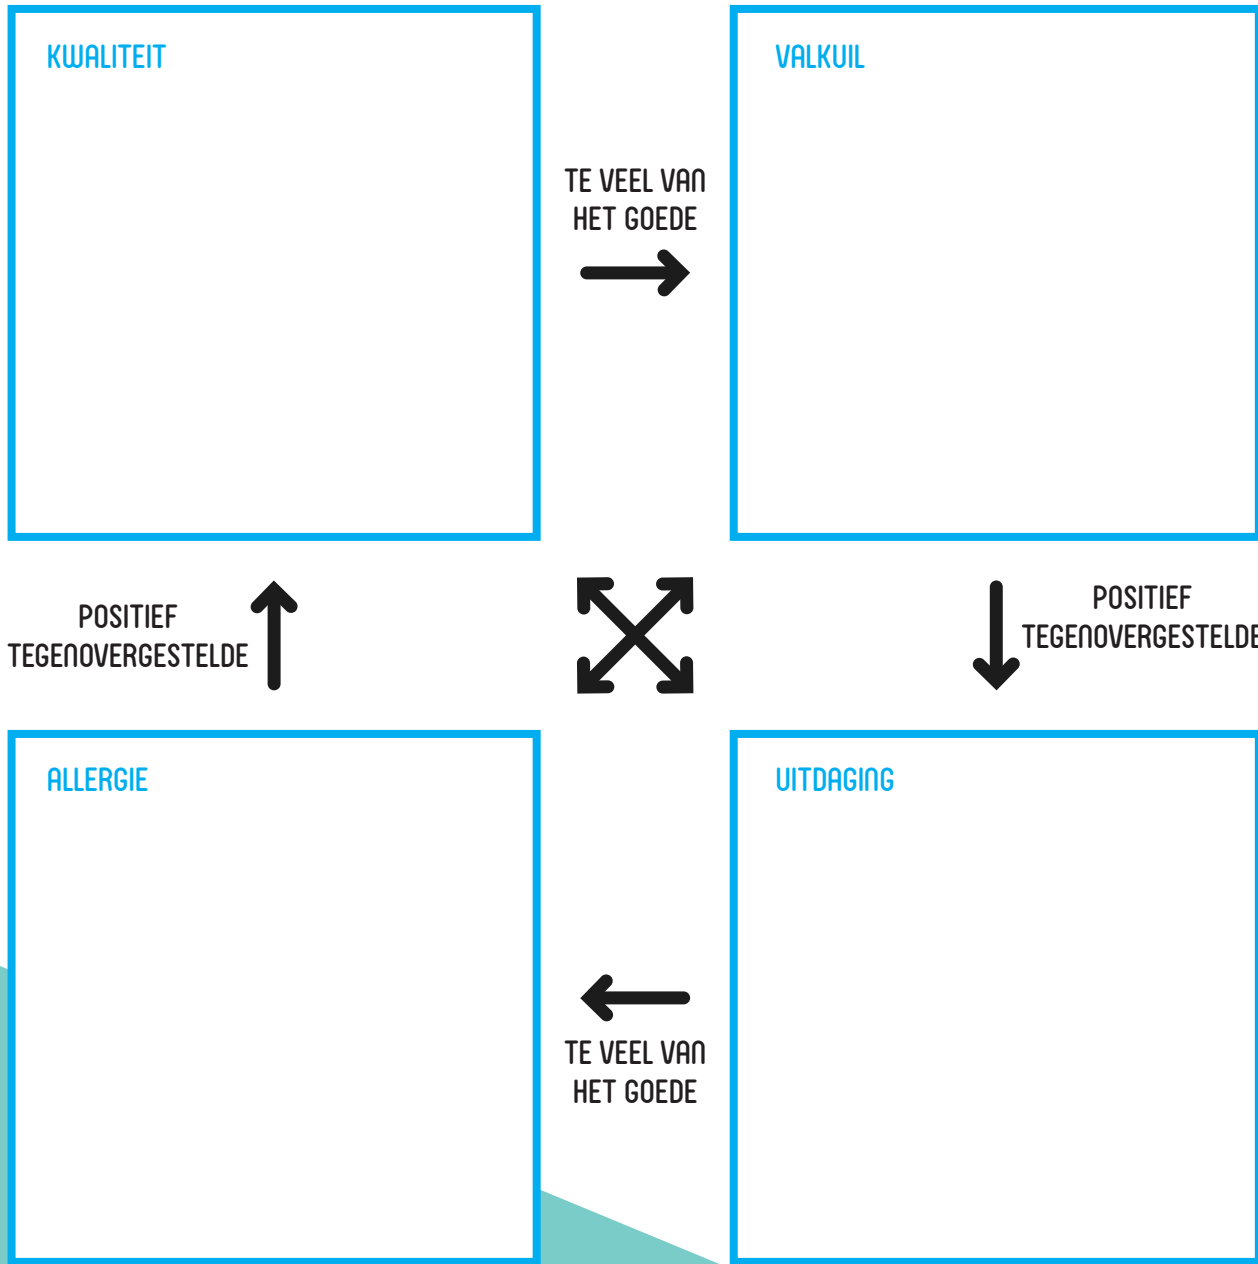 KWALITEIT
VALKUIL
TE VEEL VAN
HET GOEDE
POSITIEF
TEGENOVERGESTELDE
POSITIEF
TEGENOVERGESTELDE
ALLERGIE
UITDAGING
TE VEEL VAN
HET GOEDE